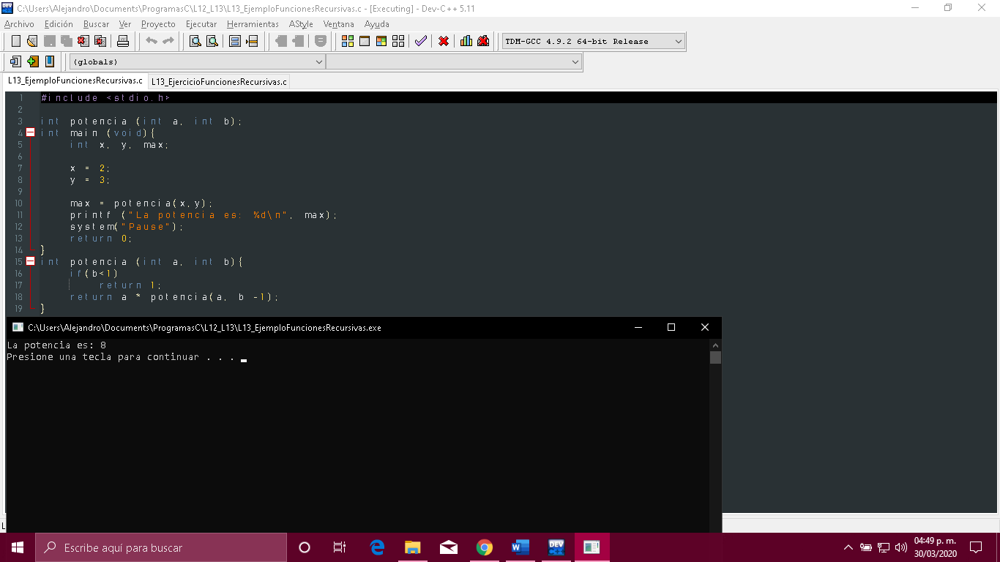 C:\Users\Alejandro\Documents\ProgramasC\L12_L13\L13_EjemploFuncionesRecursivas.c - [Executing] - Dev-C++ 5.11
Archivo Edición Buscar Ver Proyecto Ejecutar Herramientas AStyle Ventana Ayuda
TDM-GCC 4.9.2 64-bit Release
(globals)
L13_EjemploFuncionesRecursivas.c L13_EjercicioFuncionesRecursivas.c
1 #include <stdio.h>
2
3 int potencia (int a, int b);
4 int main (void){
5 int x, y, max;
6
7 x = 2;
8 y = 3;
9
10 max = potencia(x,y);
11 printf ("La potencia es: %d\n", max);
12 system("Pause");
13 return 0;
14 }
15 int potencia (int a, int b){
16 if(b<1)
17 return 1;
18 return a * potencia(a, b -1);
19 }
C:\Users\Alejandro\Documents\ProgramasC\L12_L13\L13_EjemploFuncionesRecursivas.exe
La potencia es: 8
Presione una tecla para continuar . . .
L
Escribe aquí para buscar
DEV
04:49 p. m.
30/03/2020